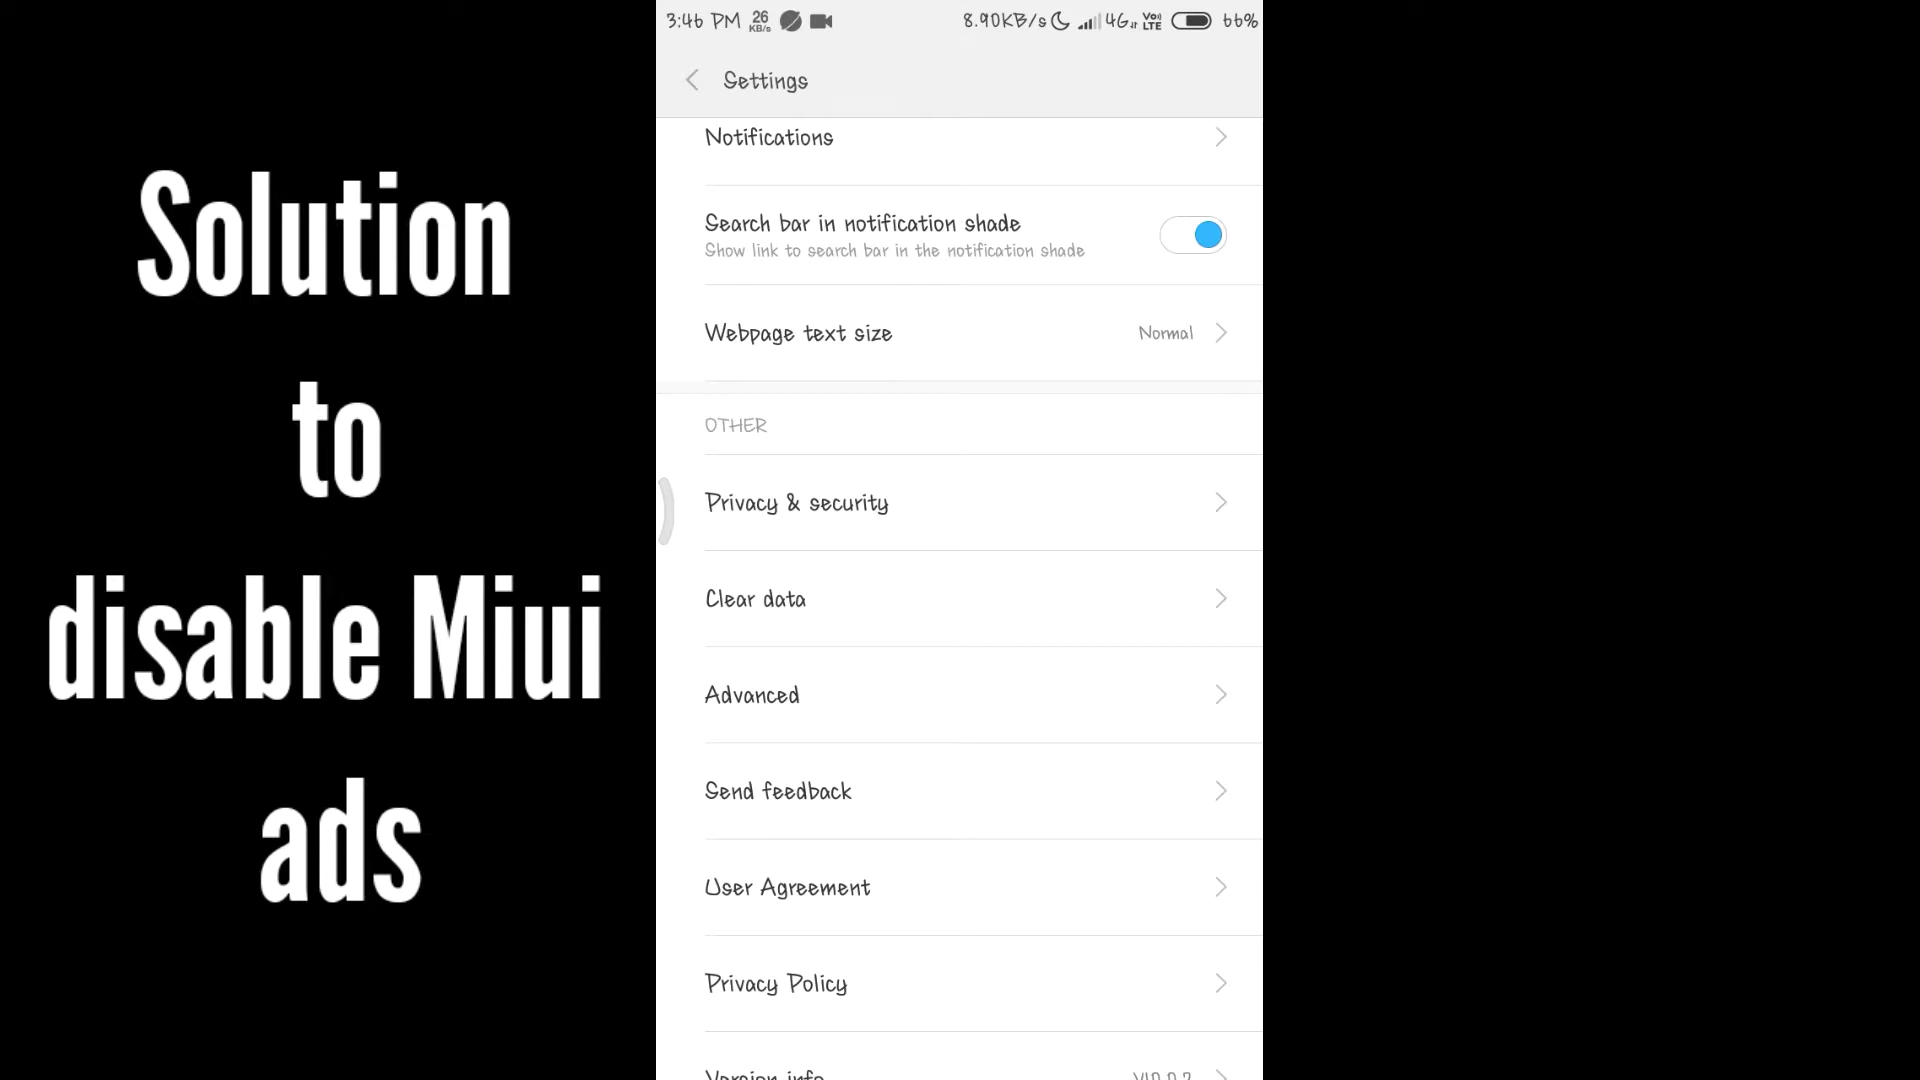 Solution
to
disable Miui
ads
3:46 PM 26 KB/s 8.90KB/s 4G Vo) LTE 66%
Settings
Notifications
Search bar in notification shade
Show link to search bar in the notification shade
Webpage text size Normal
OTHER
Privacy & security
Clear data
Advanced
Send feedback
User Agreement
Privacy Policy
Version info